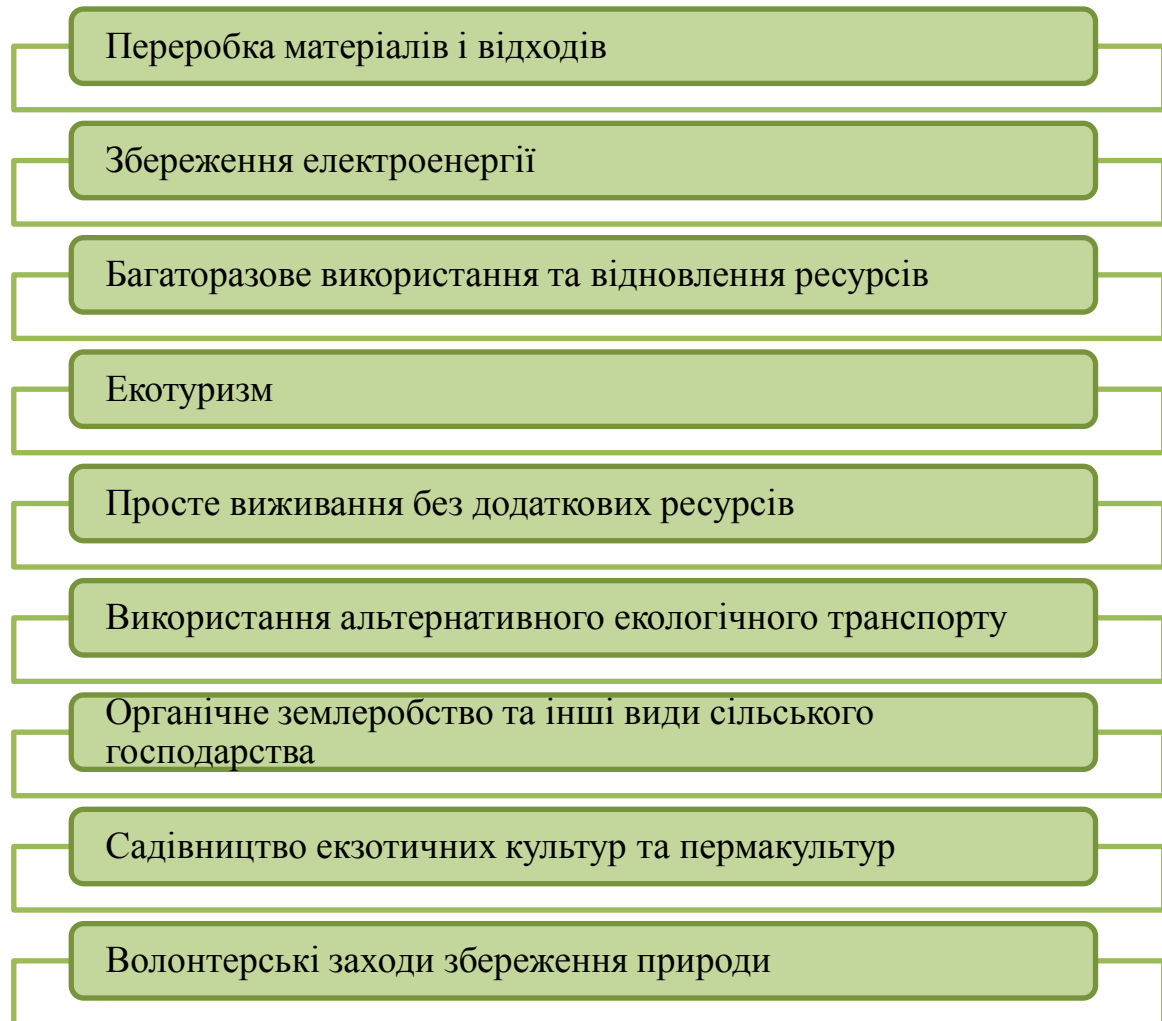 Переробка матеріалів і відходів
Збереження електроенергії
Багаторазове використання та відновлення ресурсів
Екотуризм
Просте виживання без додаткових ресурсів
Використання альтернативного екологічного транспорту
Органічне землеробство та інші види сільського
господарства
Садівництво екзотичних культур та пермакультур
Волонтерські заходи збереження природи